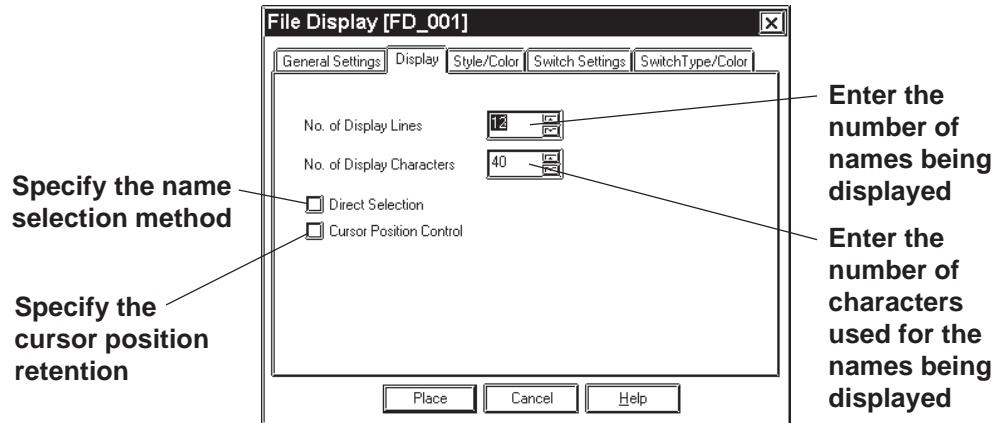 File Display [FD_001]
General Settings Display Style/Color Switch Settings SwitchType/Color
No. of Display Lines 12
No. of Display Characters 40
Direct Selection
Cursor Position Control
Place Cancel Help
Specify the name
selection method
Specify the
cursor position
retention
Enter the
number of
names being
displayed
Enter the
number of
characters
used for the
names being
displayed